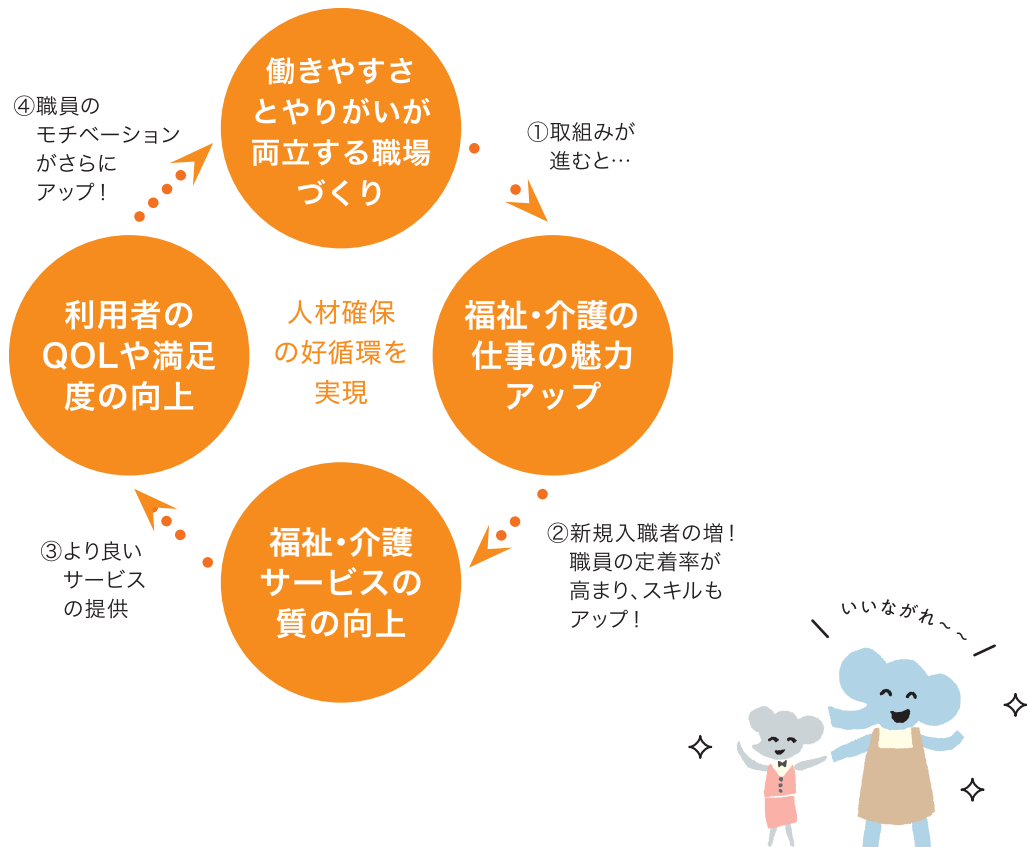 働きやすさ
とやりがいが
両立する職場
づくり
①取組みが
進むと…
福祉・介護の
仕事の魅力
アップ
②新規入職者の増！
職員の定着率が
高まり、スキルも
アップ！
福祉・介護
サービスの
質の向上
③より良い
サービス
の提供
利用者の
QOLや満足
度の向上
④職員の
モチベーション
がさらに
アップ！
人材確保
の好循環を
実現
いいながれ～～